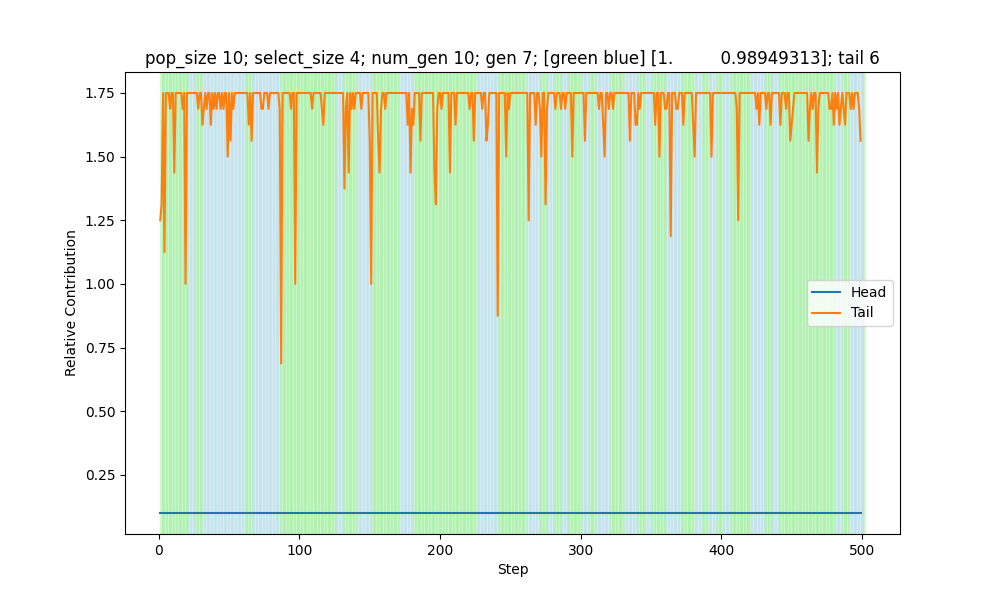 pop_size 10; select_size 4; num_gen 10; gen 7; [green blue] [1.         0.98949313]; tail 6
1.75
1.50
1.25
1.00
0.75
0.50
0.25
Relative Contribution
Head
Tail
0 100 200 300 400 500
Step